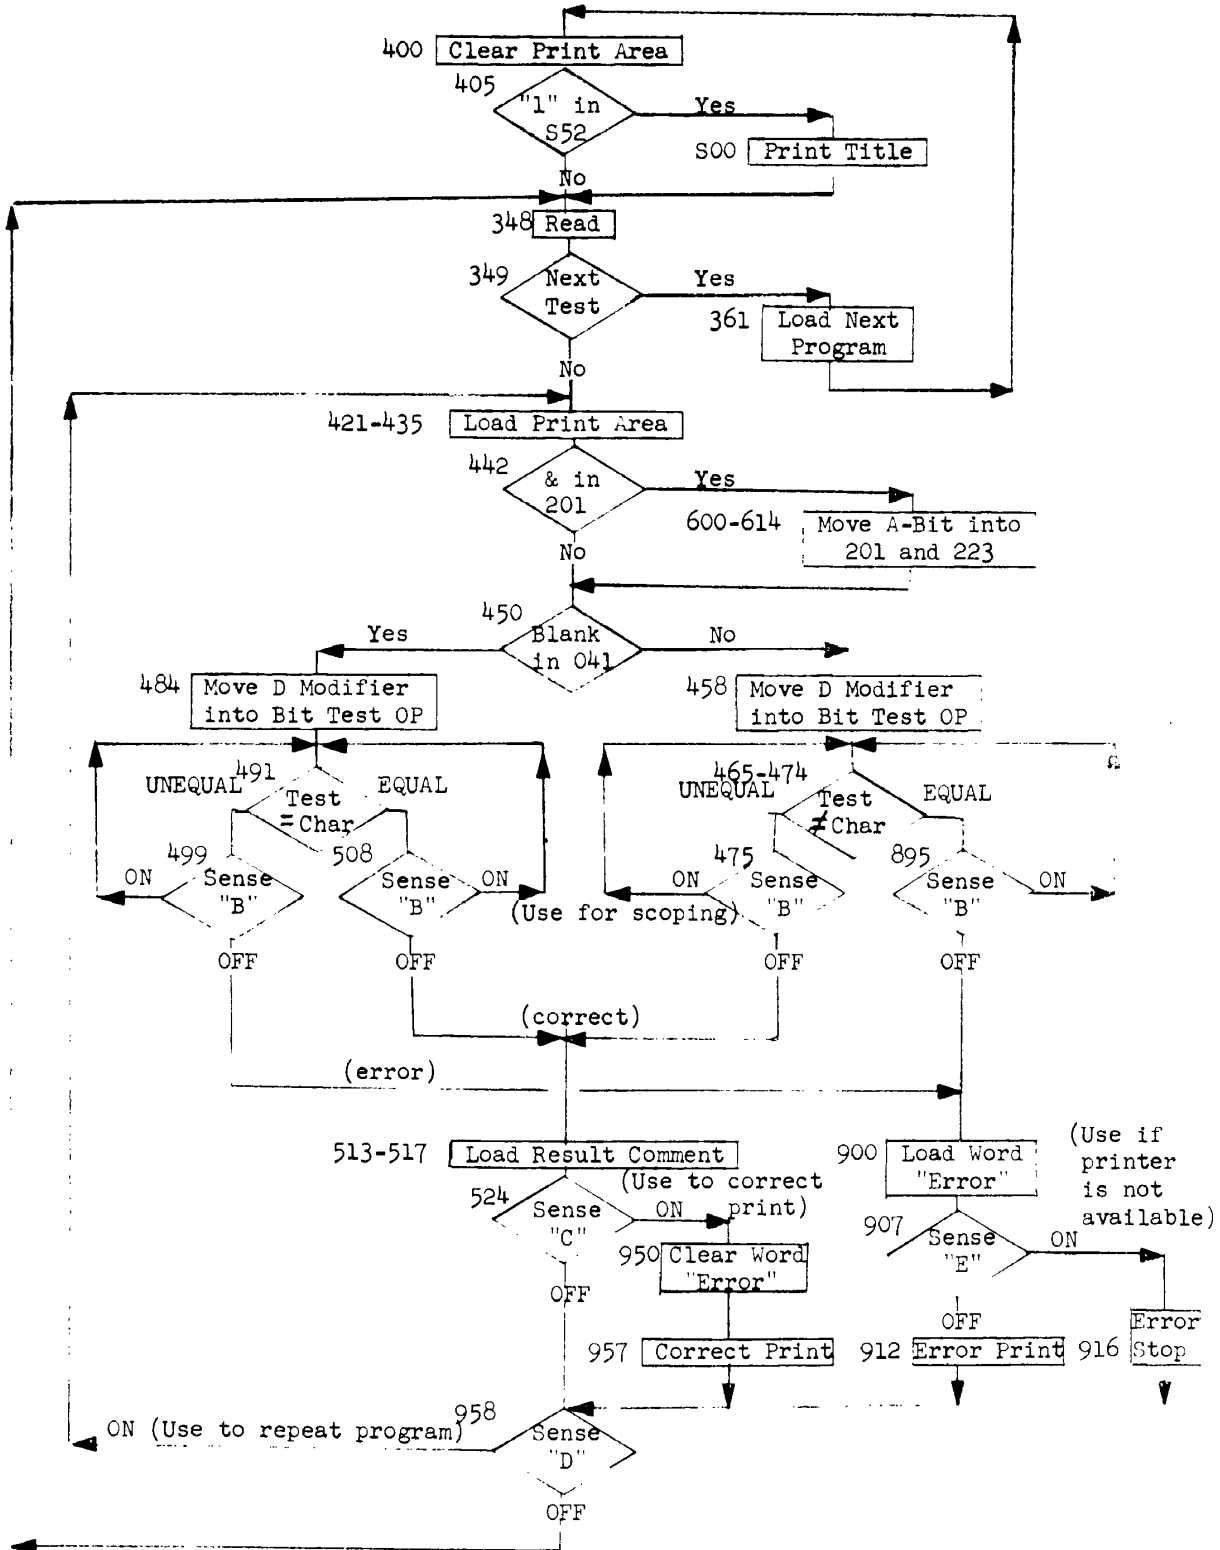 400 Clear Print Area
405
"1" in
S52
Yes
S00 Print Title
No
348 Read
349
Next
Test
Yes
361 Load Next
Program
No
421-435 Load Print Area
442
& in
201
Yes
600-614 Move A-Bit into
201 and 223
No
450
Blank
in 041
Yes
No
484 Move D Modifier
into Bit Test OP
458 Move D Modifier
into Bit Test OP
491
UNEQUAL
EQUAL
Test
= Char
465-474
UNEQUAL
EQUAL
Test
≠ Char
499
ON
Sense
"B"
508
Sense
"B"
ON
(Use for scoping)
475
ON
Sense
"B"
895
Sense
"B"
ON
OFF
OFF
OFF
OFF
(correct)
(error)
513-517 Load Result Comment
900 Load Word
"Error"
(Use if
printer
is not
available)
524
Sense
"C"
(Use to correct
print)
ON
907
Sense
"E"
ON
950 Clear Word
"Error"
OFF
OFF
957 Correct Print
912 Error Print
916 Error
Stop
958
ON (Use to repeat program)
Sense
"D"
OFF